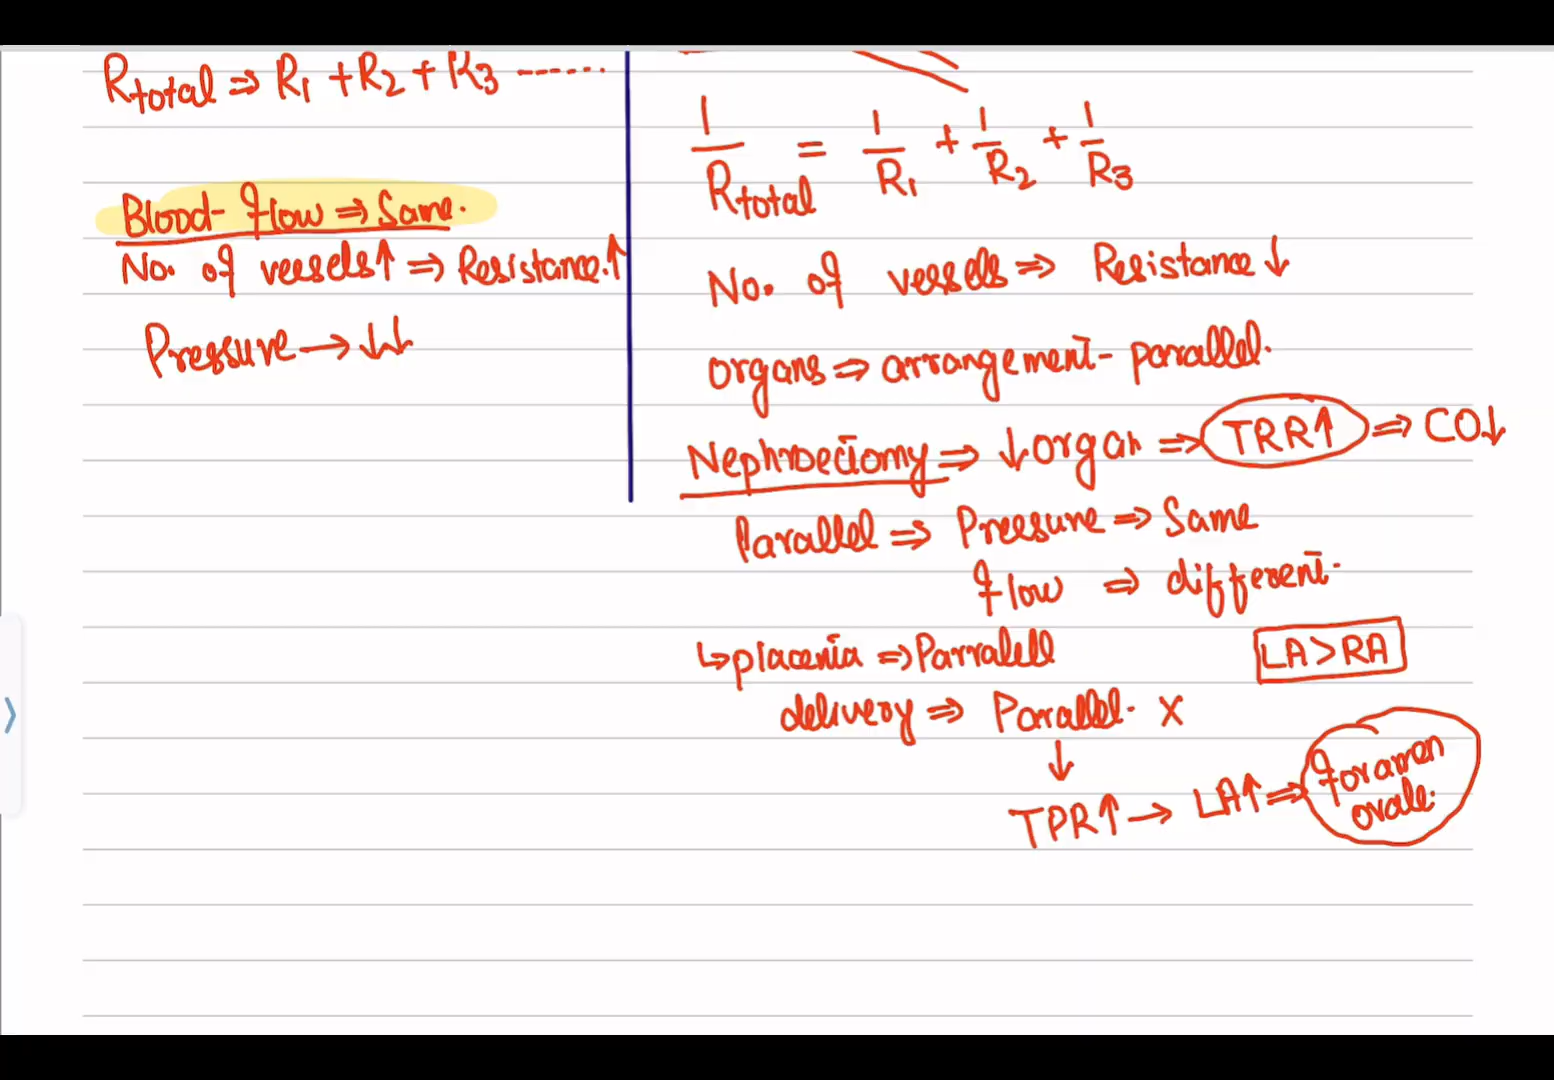 Rtotal ⇒ R1 + R2 + R3 ------
Blood flow ⇒ Same.
No. of vessels↑ ⇒ Resistance.↑
Pressure → ↓↓
1/Rtotal = 1/R1 + 1/R2 + 1/R3
No. of vessels ⇒ Resistance ↓
organs ⇒ arrangement - parallel.
Nephroectiomy ⇒ ↓organ ⇒ TRR↑ ⇒ CO↓
Parallel ⇒ Pressure ⇒ Same
flow ⇒ different.
↳ placenta ⇒ Parralell LA > RA
delivery ⇒ Parallel. X
↓
TPR↑ → LA↑ ⇒ foramen ovale.